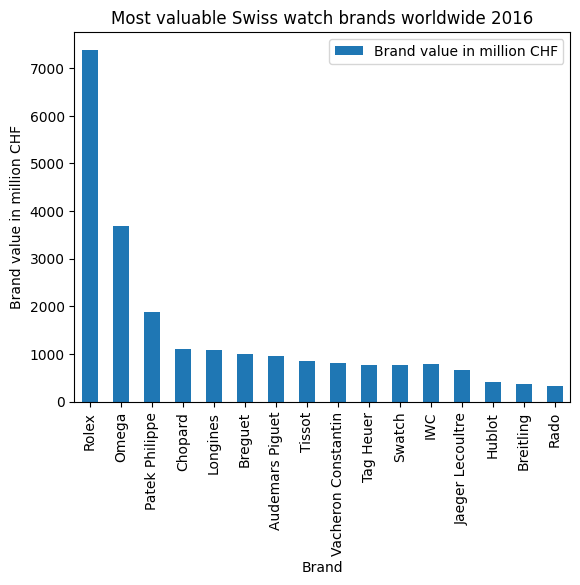 Most valuable Swiss watch brands worldwide 2016
Brand value in million CHF
Brand value in million CHF
7000
6000
5000
4000
3000
2000
1000
0
Rolex
Omega
Patek Philippe
Chopard
Longines
Breguet
Audemars Piguet
Tissot
Vacheron Constantin
Tag Heuer
Swatch
IWC
Jaeger Lecoultre
Hublot
Breitling
Rado
Brand